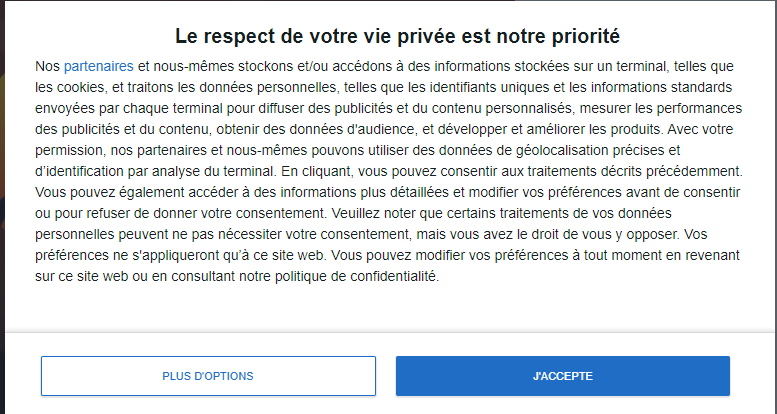 Le respect de votre vie privée est notre priorité
Nos partenaires et nous-mêmes stockons et/ou accédons à des informations stockées sur un terminal, telles que
les cookies, et traitons les données personnelles, telles que les identifiants uniques et les informations standards
envoyées par chaque terminal pour diffuser des publicités et du contenu personnalisés, mesurer les performances
des publicités et du contenu, obtenir des données d'audience, et développer et améliorer les produits. Avec votre
permission, nos partenaires et nous-mêmes pouvons utiliser des données de géolocalisation précises et
d’identification par analyse du terminal. En cliquant, vous pouvez consentir aux traitements décrits précédemment.
Vous pouvez également accéder à des informations plus détaillées et modifier vos préférences avant de consentir
ou pour refuser de donner votre consentement. Veuillez noter que certains traitements de vos données
personnelles peuvent ne pas nécessiter votre consentement, mais vous avez le droit de vous y opposer. Vos
préférences ne s'appliqueront qu’à ce site web. Vous pouvez modifier vos préférences à tout moment en revenant
sur ce site web ou en consultant notre politique de confidentialité.
PLUS D'OPTIONS
J'ACCEPTE